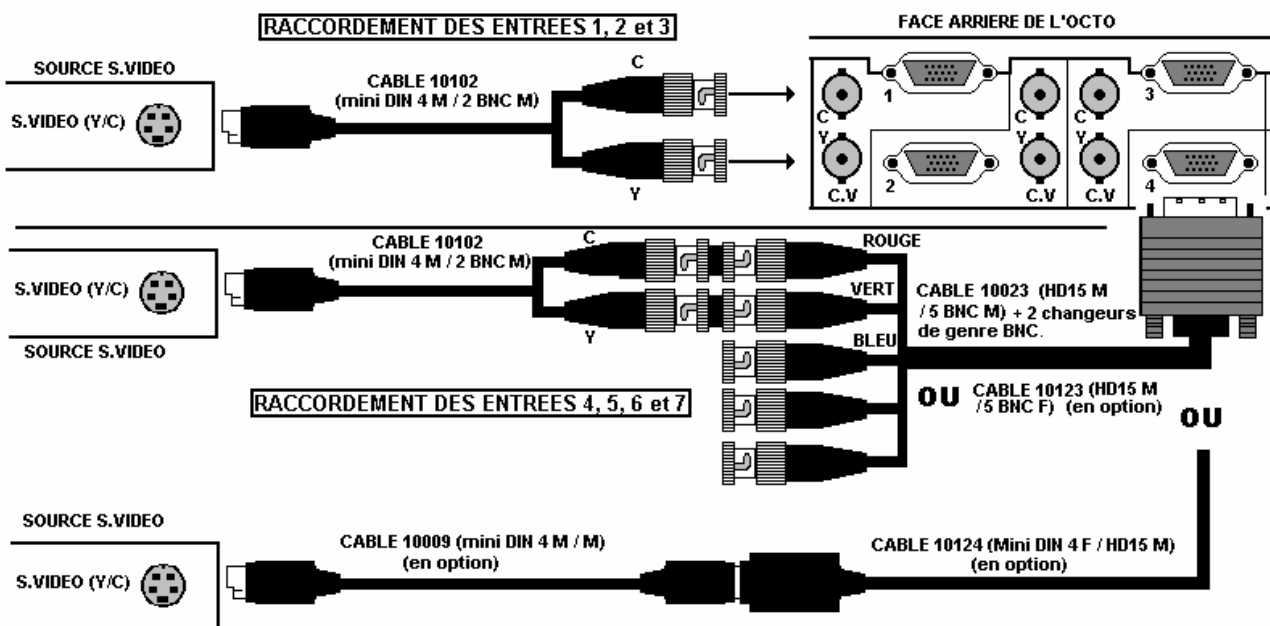 RACCORDEMENT DES ENTREES 1, 2 et 3
FACE ARRIERE DE L'OCTO
SOURCE S.VIDEO
CABLE 10102
(mini DIN 4 M / 2 BNC M)
C
S.VIDEO (Y/C)
Y
1
3
C
C
C
Y
Y
Y
2
4
C.V
C.V
C.V
CABLE 10102
(mini DIN 4 M / 2 BNC M)
C
ROUGE
S.VIDEO (Y/C)
VERT
CABLE 10023 (HD15 M
/ 5 BNC M) + 2 changeurs
de genre BNC.
Y
SOURCE S.VIDEO
BLEU
RACCORDEMENT DES ENTREES 4, 5, 6 et 7
OU
CABLE 10123 (HD15 M
/5 BNC F) (en option)
OU
SOURCE S.VIDEO
CABLE 10009 (mini DIN 4 M / M)
(en option)
CABLE 10124 (Mini DIN 4 F / HD15 M)
(en option)
S.VIDEO (Y/C)